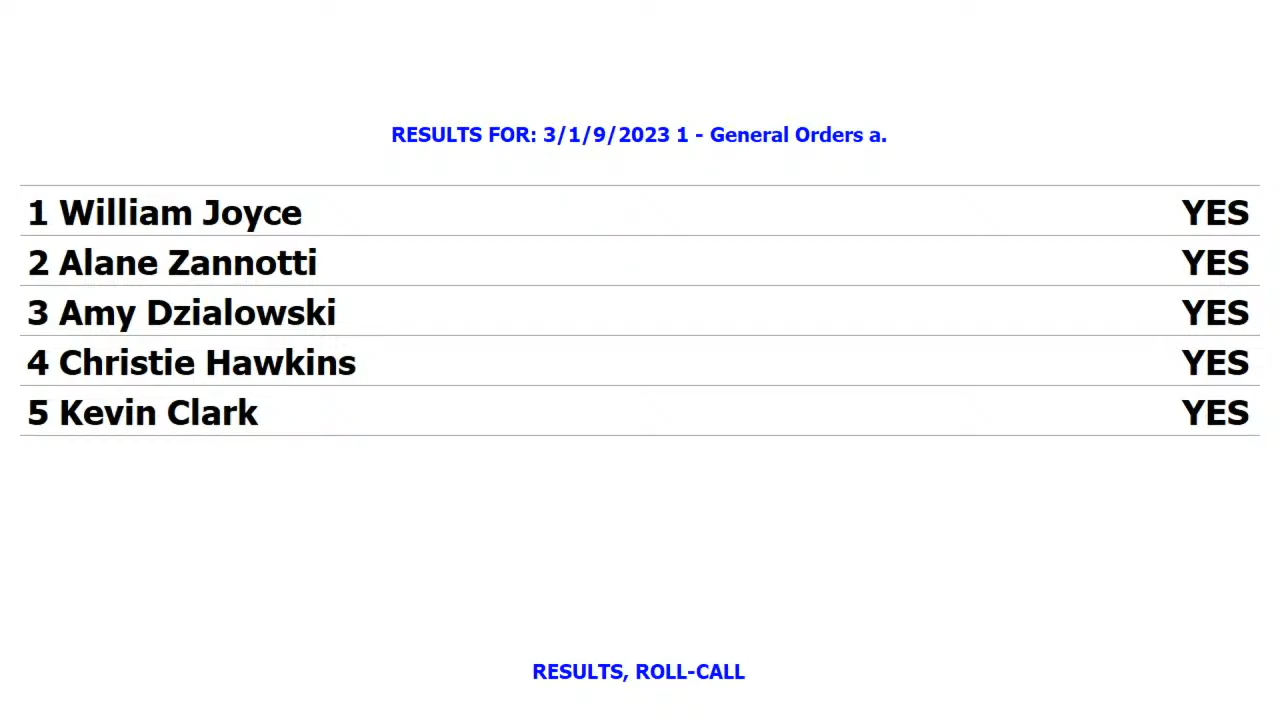 RESULTS FOR: 3/1/9/2023 1 - General Orders a.
1 William Joyce YES
2 Alane Zannotti YES
3 Amy Dzialowski YES
4 Christie Hawkins YES
5 Kevin Clark YES
RESULTS, ROLL-CALL